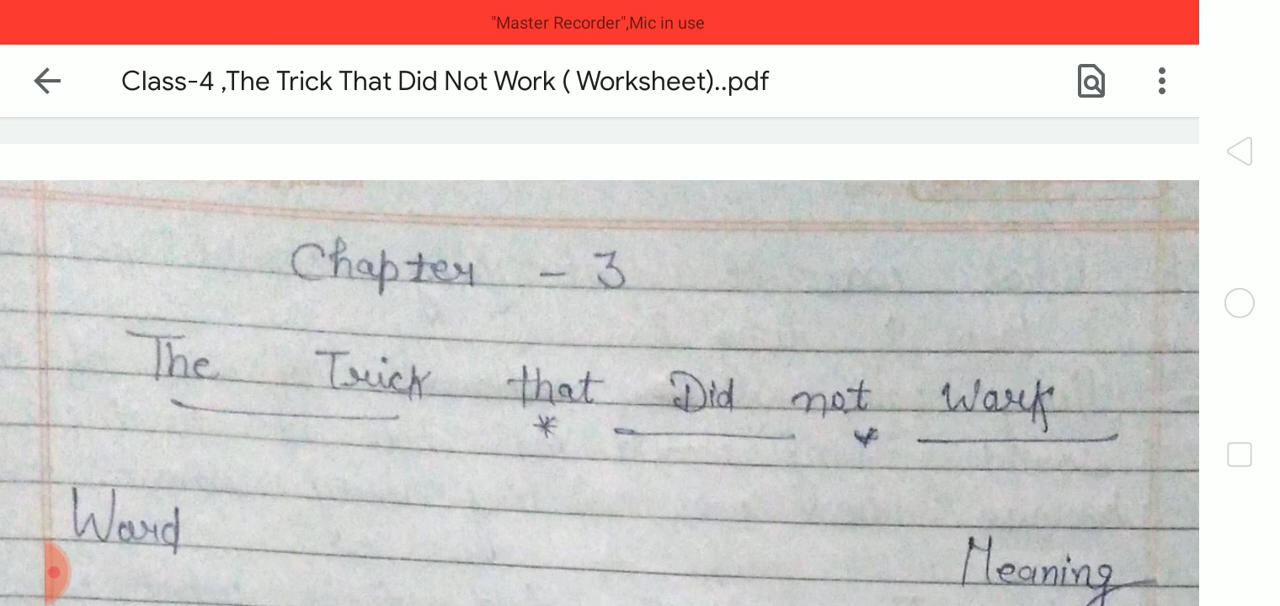 "Master Recorder",Mic in use
Class-4 ,The Trick That Did Not Work ( Worksheet)..pdf
Chapter - 3
The Trick that Did not Work
Word
Meaning